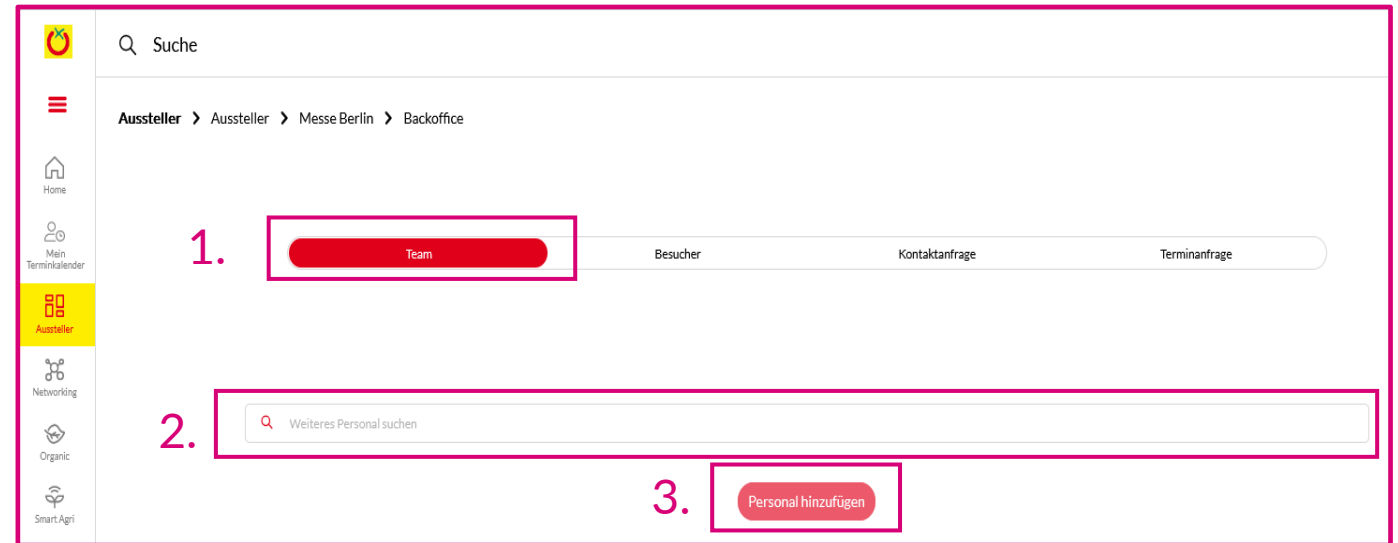 Suche
Aussteller > Aussteller > Messe Berlin > Backoffice
Home
Mein
Terminkalender
Aussteller
Networking
Organic
Smart Agri
1.
Team
Besucher
Kontaktanfrage
Terminanfrage
2.
Weiteres Personal suchen
3.
Personal hinzufügen